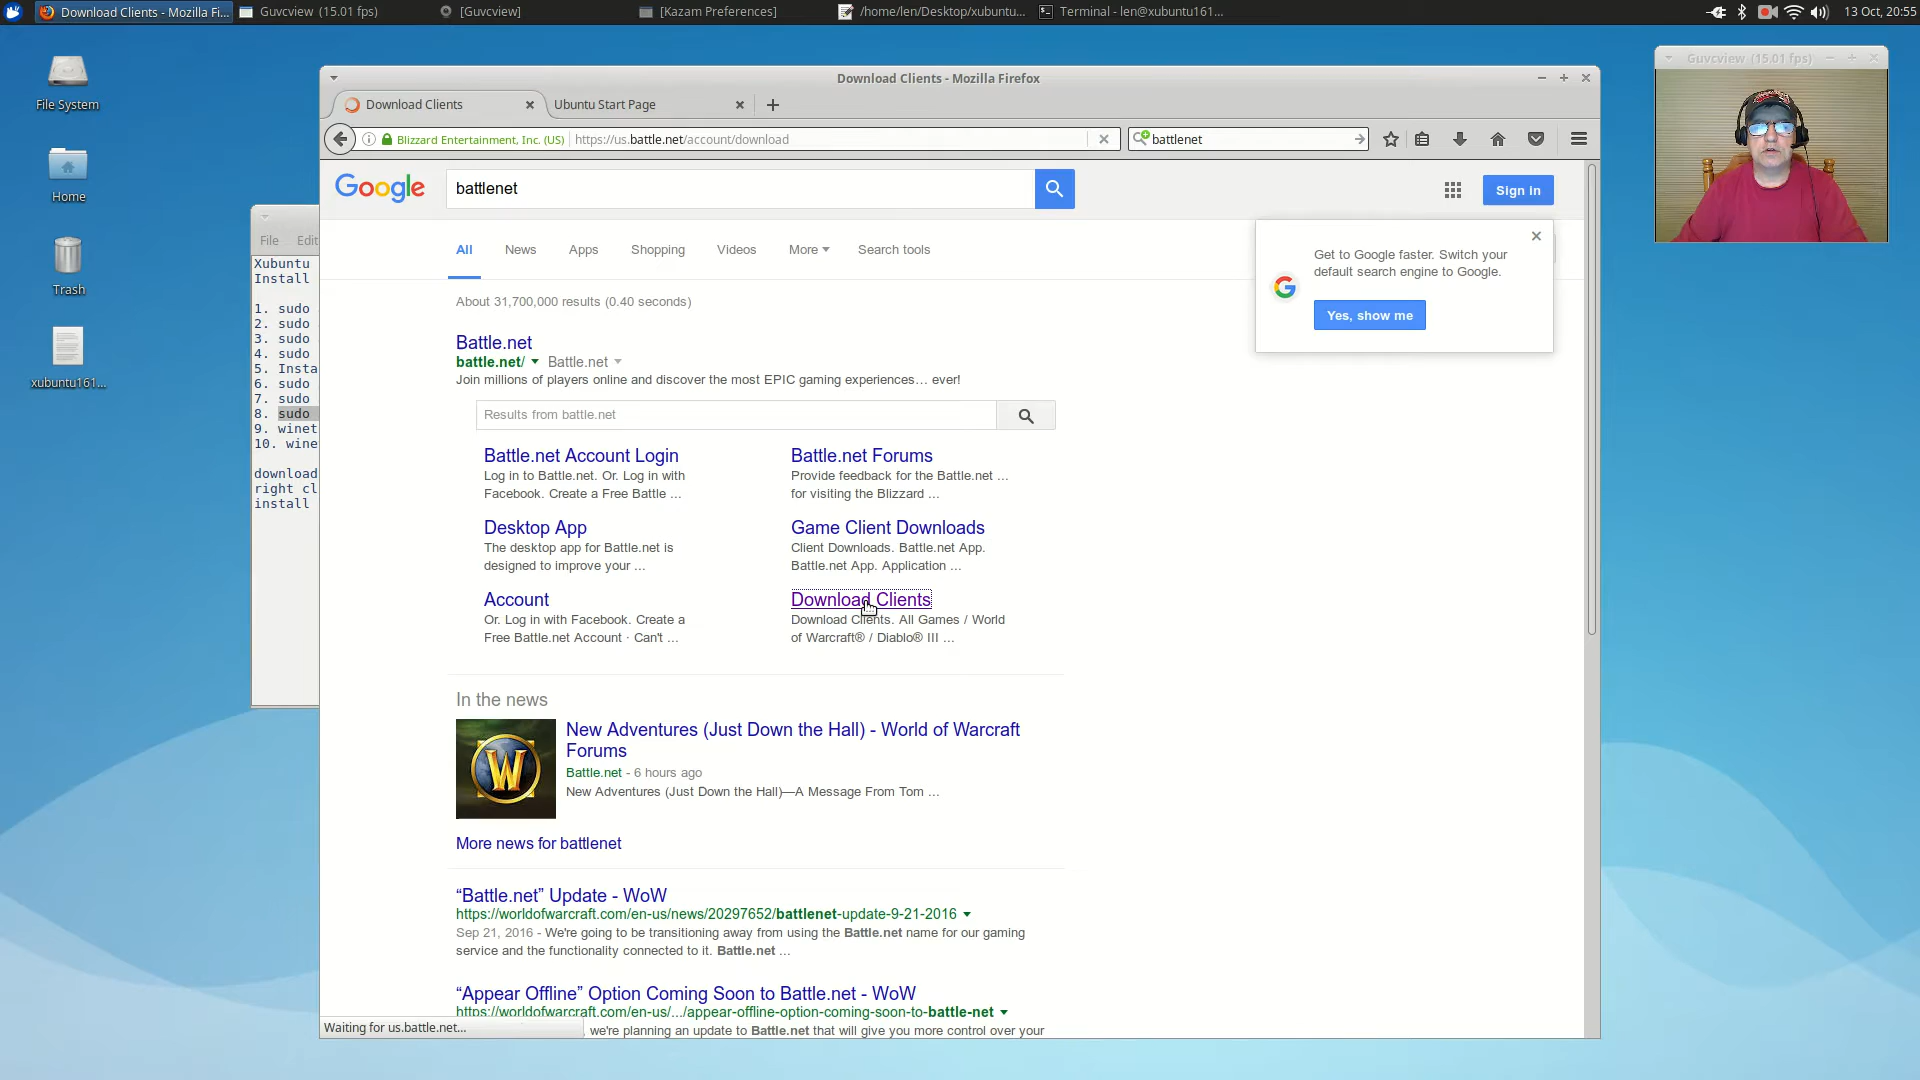 Download Clients - Mozilla Fi...
Guvcview (15.01 fps)
[Guvcview]
[Kazam Preferences]
/home/len/Desktop/xubuntu...
Terminal - len@xubuntu161...
13 Oct, 20:55
File System
Home
Trash
xubuntu161...
File Edit
Xubuntu
Install
1. sudo
2. sudo
3. sudo
4. sudo
5. Insta
6. sudo
7. sudo
8. sudo
9. winet
10. wine
download
right cl
install
Guvcview (15.01 fps)
Download Clients - Mozilla Firefox
Download Clients
Ubuntu Start Page
Blizzard Entertainment, Inc. (US)
https://us.battle.net/account/download
battlenet
Google
battlenet
Sign in
All
News
Apps
Shopping
Videos
More
Search tools
Get to Google faster. Switch your
default search engine to Google.
Yes, show me
About 31,700,000 results (0.40 seconds)
Battle.net
battle.net/ Battle.net
Join millions of players online and discover the most EPIC gaming experiences... ever!
Results from battle.net
Battle.net Account Login
Log in to Battle.net. Or. Log in with
Facebook. Create a Free Battle ...
Battle.net Forums
Provide feedback for the Battle.net ...
for visiting the Blizzard ...
Desktop App
The desktop app for Battle.net is
designed to improve your ...
Game Client Downloads
Client Downloads. Battle.net App.
Battle.net App. Application ...
Account
Or. Log in with Facebook. Create a
Free Battle.net Account · Can't ...
Download Clients
Download Clients. All Games / World
of Warcraft® / Diablo® III ...
In the news
W
New Adventures (Just Down the Hall) - World of Warcraft
Forums
Battle.net - 6 hours ago
New Adventures (Just Down the Hall)—A Message From Tom ...
More news for battlenet
“Battle.net” Update - WoW
https://worldofwarcraft.com/en-us/news/20297652/battlenet-update-9-21-2016
Sep 21, 2016 - We're going to be transitioning away from using the Battle.net name for our gaming
service and the functionality connected to it. Battle.net ...
“Appear Offline” Option Coming Soon to Battle.net - WoW
https://worldofwarcraft.com/en-us/.../appear-offline-option-coming-soon-to-battle-net
Waiting for us.battle.net...
, we're planning an update to Battle.net that will give you more control over your